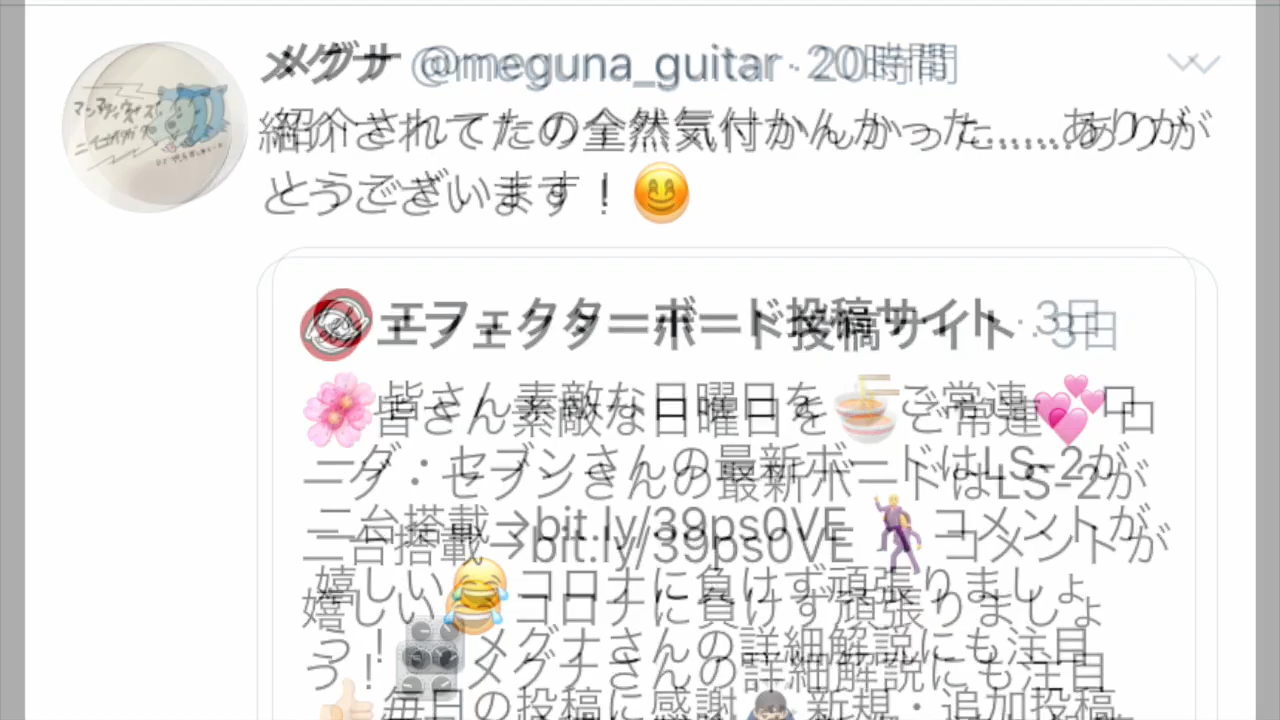 メグナ @meguna_guitar · 20時間
紹介されてたの全然気付かんかった……ありが
とうございます！😊
エフェクターボード投稿サイト · 3日
🌸皆さん素敵な日曜日を🍜ご常連💕ロ
ニダ・セブンさんの最新ボードはLS-2が
二台搭載→bit.ly/39ps0VE 🕺コメントが
嬉しい😂コロナに負けず頑張りましょ
う！🎛メグナさんの詳細解説にも注目
👍🏻毎日の投稿に感謝🙇新規・追加投稿